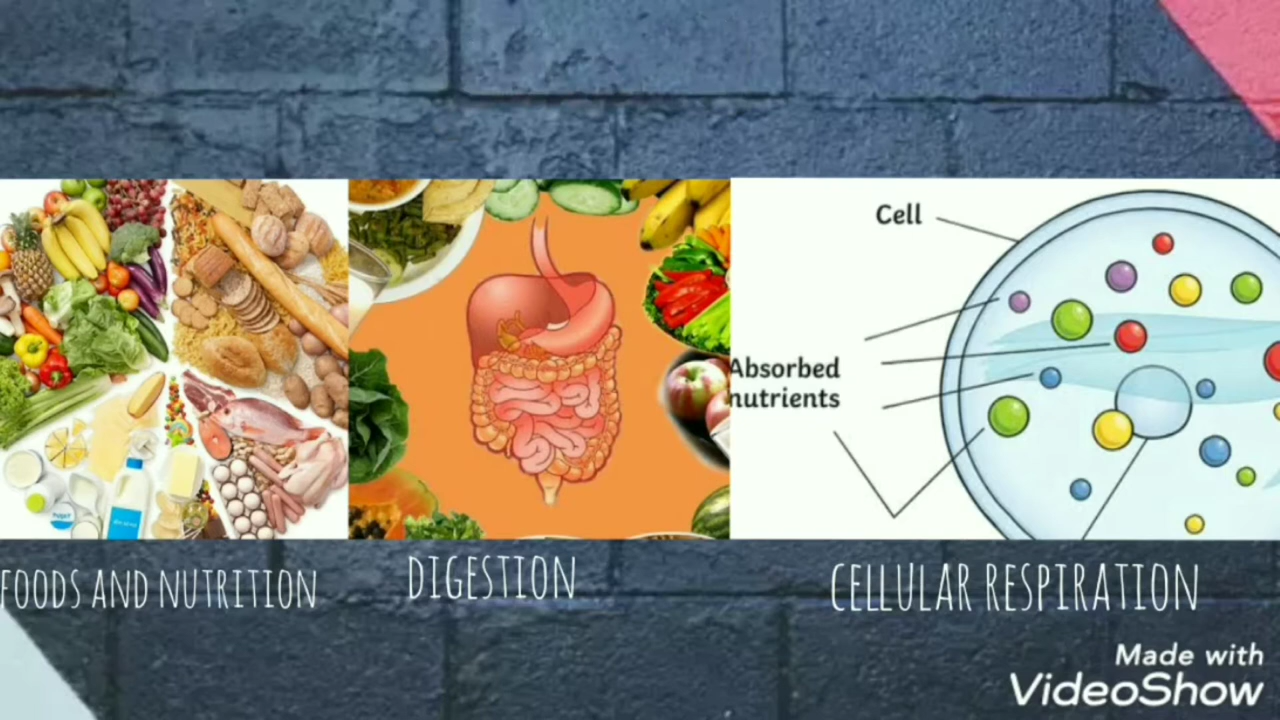 Cell
Absorbed
nutrients
FOODS AND NUTRITION
DIGESTION
CELLULAR RESPIRATION
Made with
VideoShow